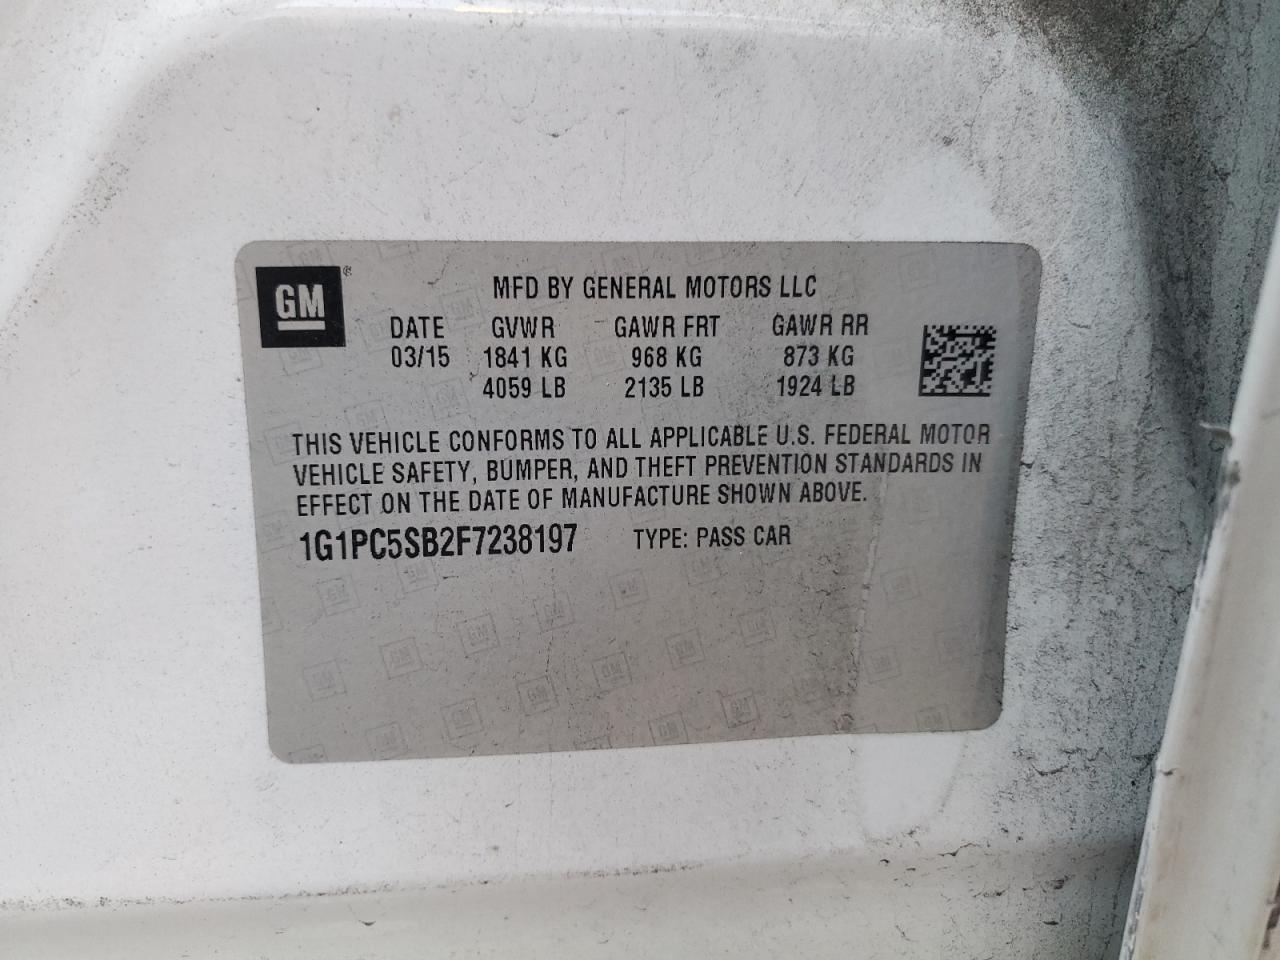 GM®
MFD BY GENERAL MOTORS LLC
DATE GVWR GAWR FRT GAWR RR
03/15 1841 KG 968 KG 873 KG
4059 LB 2135 LB 1924 LB
THIS VEHICLE CONFORMS TO ALL APPLICABLE U.S. FEDERAL MOTOR
VEHICLE SAFETY, BUMPER, AND THEFT PREVENTION STANDARDS IN
EFFECT ON THE DATE OF MANUFACTURE SHOWN ABOVE.
1G1PC5SB2F7238197 TYPE: PASS CAR